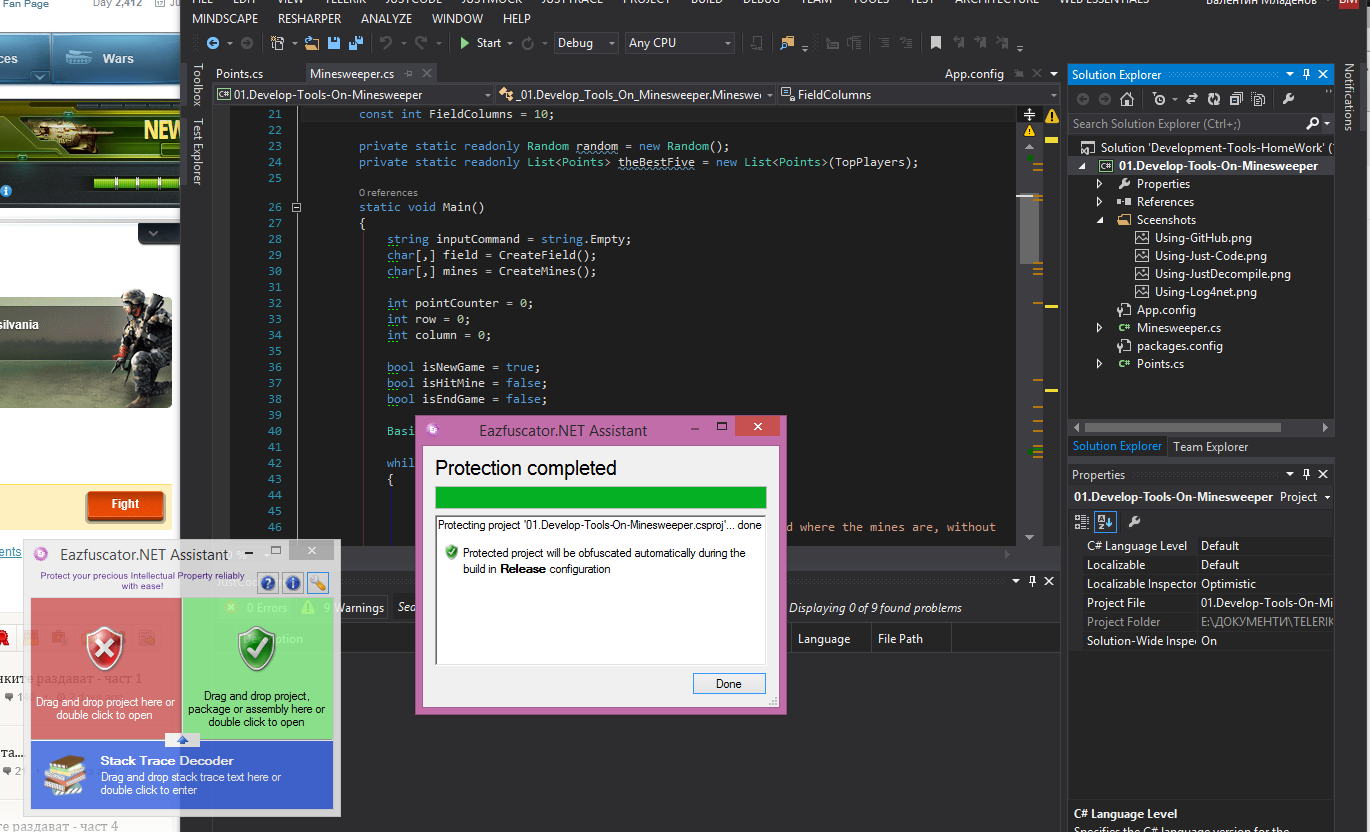 Fan Page
Day 2,412
FILE EDIT VIEW TELERIK JUSTCODE JUSTMOCK JUSTTRACE PROJECT BUILD DEBUG TEAM TOOLS TEST ARCHITECTURE WEB ESSENTIALS
Валентин Младенов
BM
MINDSCAPE RESHARPER ANALYZE WINDOW HELP
Start Debug Any CPU
Wars
NEW
silvania
Fight
Toolbox
Test Explorer
Points.cs Minesweeper.cs App.config
01.Develop-Tools-On-Minesweeper
_01.Develop_Tools_On_Minesweeper.Mineswee
FieldColumns
21 const int FieldColumns = 10;
22
23 private static readonly Random random = new Random();
24 private static readonly List<Points> theBestFive = new List<Points>(TopPlayers);
25
0 references
26 static void Main()
27 {
28 string inputCommand = string.Empty;
29 char[,] field = CreateField();
30 char[,] mines = CreateMines();
31
32 int pointCounter = 0;
33 int row = 0;
34 int column = 0;
35
36 bool isNewGame = true;
37 bool isHitMine = false;
38 bool isEndGame = false;
39
40 Basi
41
42 whil
43 {
44
45
46 d where the mines are, without
Eazfuscator.NET Assistant
Protection completed
Protecting project '01.Develop-Tools-On-Minesweeper.csproj'... done
Protected project will be obfuscated automatically during the
build in Release configuration
Done
Eazfuscator.NET Assistant
Protect your precious Intellectual Property reliably
with ease!
Drag and drop project here or
double click to open
Drag and drop project,
package or assembly here or
double click to open
Stack Trace Decoder
Drag and drop stack trace text here or
double click to enter
0 Errors 9 Warnings
Displaying 0 of 9 found problems
Description Language File Path
нките раздават - част 1
те раздават - част 4
Solution Explorer
Search Solution Explorer (Ctrl+;)
Solution 'Development-Tools-HomeWork' (
01.Develop-Tools-On-Minesweeper
Properties
References
Sceenshots
Using-GitHub.png
Using-Just-Code.png
Using-JustDecompile.png
Using-Log4net.png
App.config
Minesweeper.cs
packages.config
Points.cs
Solution Explorer Team Explorer
Properties
01.Develop-Tools-On-Minesweeper Project
C# Language Level Default
Localizable Default
Localizable Inspector Optimistic
Project File 01.Develop-Tools-On-Mi
Project Folder E:\ДОКУМЕНТИ\TELERIK
Solution-Wide Inspe On
C# Language Level
Specifies the C# language version for the
Notifications